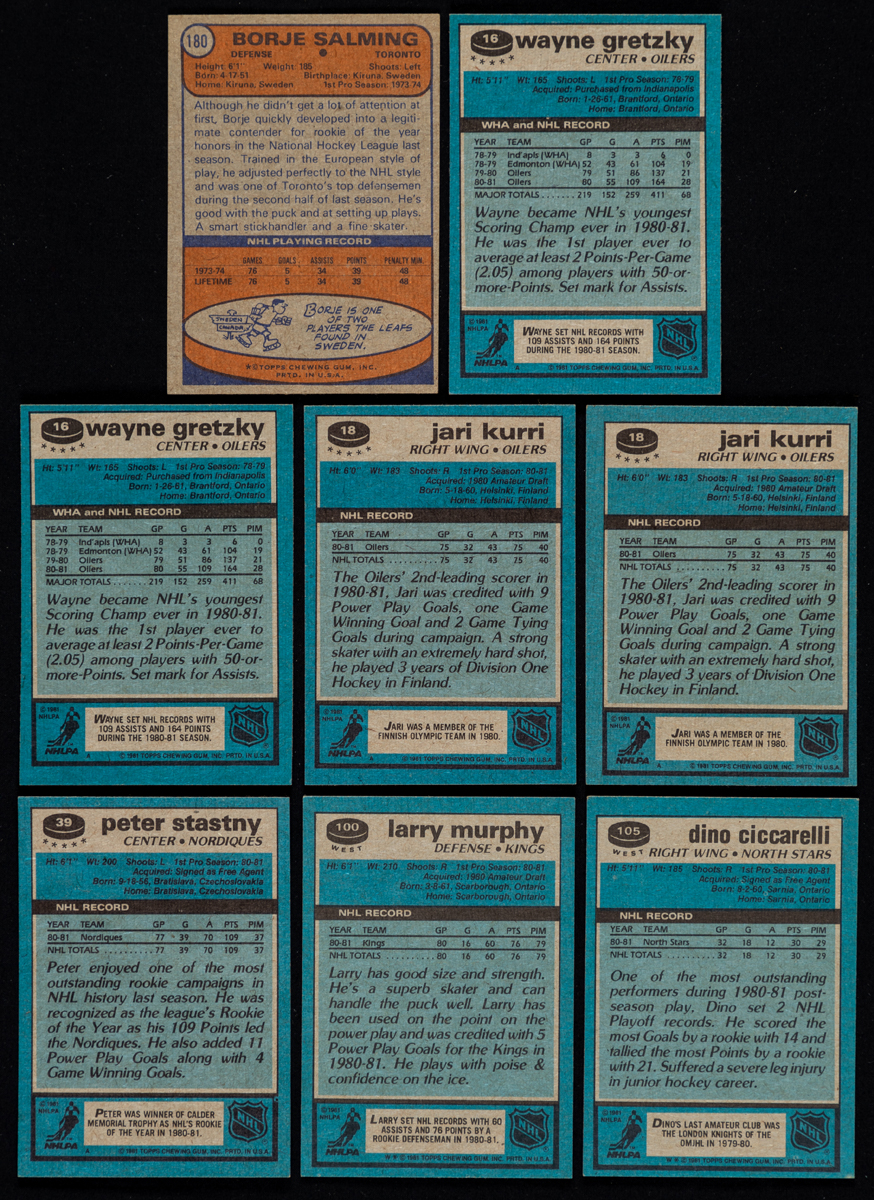 180
BORJE SALMING
DEFENSE • TORONTO
Height: 6'1" Weight: 185 Shoots: Left
Born: 4-17-51 Birthplace: Kiruna, Sweden
Home: Kiruna, Sweden 1st Pro Season: 1973-74
Although he didn't get a lot of attention at
first, Borje quickly developed into a legiti-
mate contender for rookie of the year
honors in the National Hockey League last
season. Trained in the European style of
play, he adjusted perfectly to the NHL style
and was one of Toronto's top defensemen
during the second half of last season. He's
good with the puck and at setting up plays.
A smart stickhandler and a fine skater.
NHL PLAYING RECORD
GAMES GOALS ASSISTS POINTS PENALTY MIN.
1973-74 76 5 34 39 48
LIFETIME 76 5 34 39 48
SWEDEN
CANADA
BORJE IS ONE
OF TWO
PLAYERS THE LEAFS
FOUND IN
SWEDEN.
★©TOPPS CHEWING GUM, INC.
PRTD. IN U.S.A.
16
wayne gretzky
CENTER • OILERS
Ht: 5'11" Wt: 165 Shoots: L 1st Pro Season: 78-79
Acquired: Purchased from Indianapolis
Born: 1-26-61, Brantford, Ontario
Home: Brantford, Ontario
WHA and NHL RECORD
YEAR TEAM GP G A PTS PIM
78-79 Ind'apls (WHA) 8 3 3 6 0
78-79 Edmonton (WHA) 52 43 61 104 19
79-80 Oilers 79 51 86 137 21
80-81 Oilers 80 55 109 164 28
MAJOR TOTALS ....... 219 152 259 411 68
Wayne became NHL's youngest
Scoring Champ ever in 1980-81.
He was the 1st player ever to
average at least 2 Points-Per-Game
(2.05) among players with 50-or-
more-Points. Set mark for Assists.
© 1981
NHLPA
NHLPA
WAYNE SET NHL RECORDS WITH
109 ASSISTS AND 164 POINTS
DURING THE 1980-81 SEASON.
NHL
A © 1981 TOPPS CHEWING GUM, INC. PRTD. IN U.S.A.
16
wayne gretzky
CENTER • OILERS
Ht: 5'11" Wt: 165 Shoots: L 1st Pro Season: 78-79
Acquired: Purchased from Indianapolis
Born: 1-26-61, Brantford, Ontario
Home: Brantford, Ontario
WHA and NHL RECORD
YEAR TEAM GP G A PTS PIM
78-79 Ind'apls (WHA) 8 3 3 6 0
78-79 Edmonton (WHA) 52 43 61 104 19
79-80 Oilers 79 51 86 137 21
80-81 Oilers 80 55 109 164 28
MAJOR TOTALS ........ 219 152 259 411 68
Wayne became NHL's youngest
Scoring Champ ever in 1980-81.
He was the 1st player ever to
average at least 2 Points-Per-Game
(2.05) among players with 50-or-
more-Points. Set mark for Assists.
© 1981
NHLPA
NHLPA
WAYNE SET NHL RECORDS WITH
109 ASSISTS AND 164 POINTS
DURING THE 1980-81 SEASON.
NHL
A © 1981 TOPPS CHEWING GUM, INC. PRTD. IN U.S.A.
18
jari kurri
RIGHT WING • OILERS
Ht: 6'0" Wt: 183 Shoots: R 1st Pro Season: 80-81
Acquired: 1980 Amateur Draft
Born: 5-18-60, Helsinki, Finland
Home: Helsinki, Finland
NHL RECORD
YEAR TEAM GP G A PTS PIM
80-81 Oilers 75 32 43 75 40
NHL TOTALS .......... 75 32 43 75 40
The Oilers' 2nd-leading scorer in
1980-81, Jari was credited with 9
Power Play Goals, one Game
Winning Goal and 2 Game Tying
Goals during campaign. A strong
skater with an extremely hard shot,
he played 3 years of Division One
Hockey in Finland.
© 1981
NHLPA
NHLPA
JARI WAS A MEMBER OF THE
FINNISH OLYMPIC TEAM IN 1980.
NHL
A © 1981 TOPPS CHEWING GUM, INC. PRTD. IN U.S.A.
18
jari kurri
RIGHT WING • OILERS
Ht: 6'0" Wt: 183 Shoots: R 1st Pro Season: 80-81
Acquired: 1980 Amateur Draft
Born: 5-18-60, Helsinki, Finland
Home: Helsinki, Finland
NHL RECORD
YEAR TEAM GP G A PTS PIM
80-81 Oilers 75 32 43 75 40
NHL TOTALS .......... 75 32 43 75 40
The Oilers' 2nd-leading scorer in
1980-81, Jari was credited with 9
Power Play Goals, one Game
Winning Goal and 2 Game Tying
Goals during campaign. A strong
skater with an extremely hard shot,
he played 3 years of Division One
Hockey in Finland.
© 1981
NHLPA
NHLPA
JARI WAS A MEMBER OF THE
FINNISH OLYMPIC TEAM IN 1980.
NHL
A © 1981 TOPPS CHEWING GUM, INC. PRTD. IN U.S.A.
39
peter stastny
CENTER • NORDIQUES
Ht: 6'1" Wt: 200 Shoots: L 1st Pro Season: 80-81
Acquired: Signed as Free Agent
Born: 9-18-56, Bratislava, Czechoslovakia
Home: Bratislava, Czechoslovakia
NHL RECORD
YEAR TEAM GP G A PTS PIM
80-81 Nordiques 77 39 70 109 37
NHL TOTALS .......... 77 39 70 109 37
Peter enjoyed one of the most
outstanding rookie campaigns in
NHL history last season. He was
recognized as the league's Rookie
of the Year as his 109 Points led
the Nordiques. He also added 11
Power Play Goals along with 4
Game Winning Goals.
© 1981
NHLPA
NHLPA
PETER WAS WINNER OF CALDER
MEMORIAL TROPHY AS NHL'S ROOKIE
OF THE YEAR IN 1980-81.
NHL
A © 1981 TOPPS CHEWING GUM, INC. PRTD. IN U.S.A.
100
WEST
larry murphy
DEFENSE • KINGS
Ht: 6'1" Wt: 210 Shoots: R 1st Pro Season: 80-81
Acquired: 1980 Amateur Draft
Born: 3-8-61, Scarborough, Ontario
Home: Scarborough, Ontario
NHL RECORD
YEAR TEAM GP G A PTS PIM
80-81 Kings 80 16 60 76 79
NHL TOTALS .......... 80 16 60 76 79
Larry has good size and strength.
He's a superb skater and can
handle the puck well. Larry has
been used on the point on the
power play and was credited with 5
Power Play Goals for the Kings in
1980-81. He plays with poise &
confidence on the ice.
© 1981
NHLPA
NHLPA
LARRY SET NHL RECORDS WITH 60
ASSISTS AND 76 POINTS BY A
ROOKIE DEFENSEMAN IN 1980-81.
NHL
© 1981 TOPPS CHEWING GUM, INC. PRTD. IN U.S.A.
105
WEST
dino ciccarelli
RIGHT WING • NORTH STARS
Ht: 5'11" Wt: 185 Shoots: R 1st Pro Season: 80-81
Acquired: Signed as Free Agent
Born: 8-2-60, Sarnia, Ontario
Home: Sarnia, Ontario
NHL RECORD
YEAR TEAM GP G A PTS PIM
80-81 North Stars 32 18 12 30 29
NHL TOTALS .......... 32 18 12 30 29
One of the most outstanding
performers during 1980-81 post-
season play, Dino set 2 NHL
Playoff records. He scored the
most Goals by a rookie with 14 and
tallied the most Points by a rookie
with 21. Suffered a severe leg injury
in junior hockey career.
© 1981
NHLPA
NHLPA
DINO'S LAST AMATEUR CLUB WAS
THE LONDON KNIGHTS OF THE
OMJHL IN 1979-80.
NHL
© 1981 TOPPS CHEWING GUM, INC. PRTD. IN U.S.A.